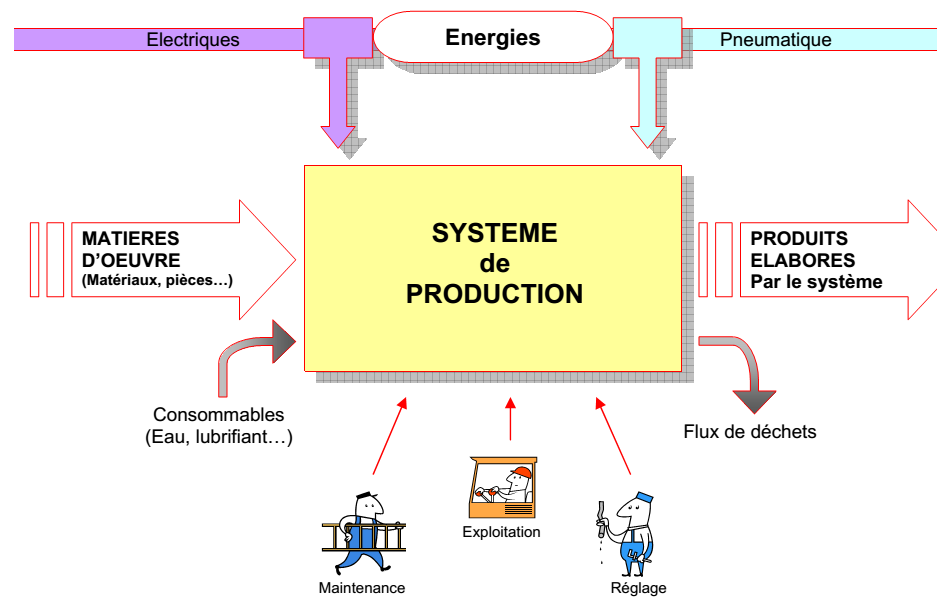 Electriques
Energies
Pneumatique
MATIERES
D'OEUVRE
(Matériaux, pièces…)
SYSTEME
de
PRODUCTION
PRODUITS
ELABORES
Par le système
Consommables
(Eau, lubrifiant…)
Flux de déchets
Maintenance
Exploitation
Réglage